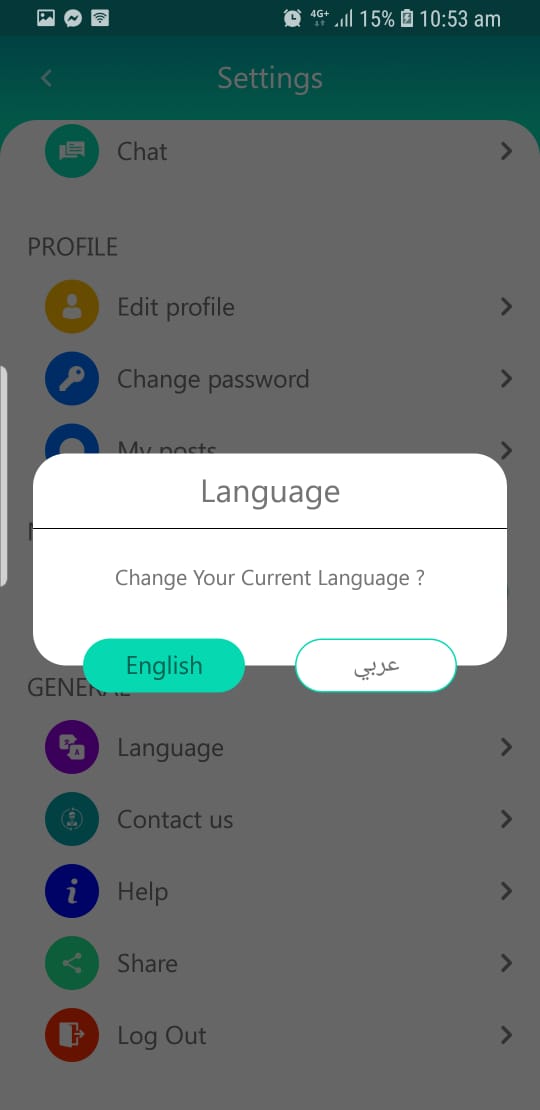 4G+ 15% 10:53 am
Settings
Chat
PROFILE
Edit profile
Change password
My posts
Language
Change Your Current Language ?
English
عربي
GENERAL
Language
Contact us
Help
Share
Log Out